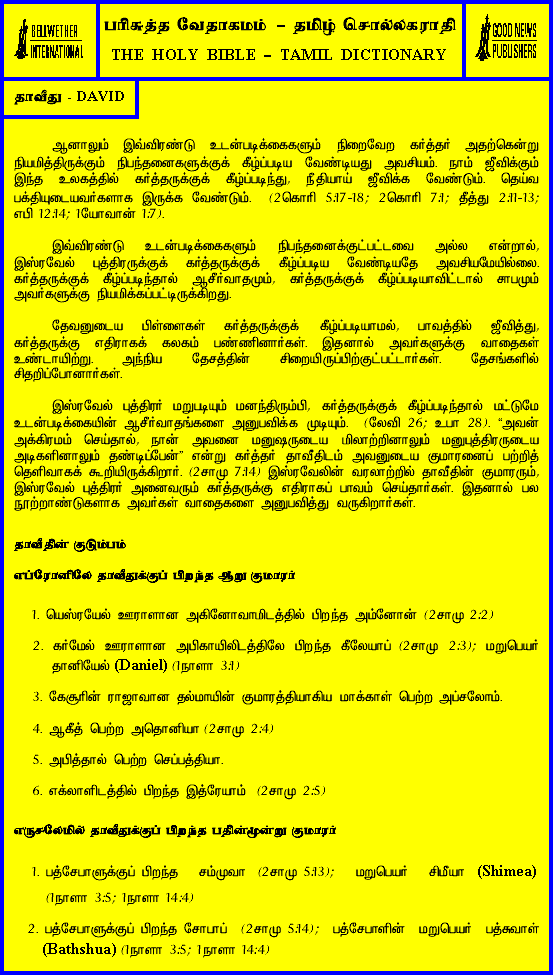 BELLWETHER
INTERNATIONAL
பரிசுத்த வேதாகமம் – தமிழ் சொல்லகராதி
THE HOLY BIBLE – TAMIL DICTIONARY
GOOD NEWS
PUBLISHERS
தாவீது - DAVID
ஆனாலும் இவ்விரண்டு உடன்படிக்கைகளும் நிறைவேற கர்த்தர் அதற்கென்று
நியமித்திருக்கும் நிபந்தனைகளுக்குக் கீழ்ப்படிய வேண்டியது அவசியம். நாம் ஜீவிக்கும்
இந்த உலகத்தில் கர்த்தருக்குக் கீழ்ப்படிந்து, நீதியாய் ஜீவிக்க வேண்டும். தெய்வ
பக்தியுடையவர்களாக இருக்க வேண்டும். (2கொரி 5:17-18; 2கொரி 7:1; தீத்து 2:11-13;
எபி 12:14; 1யோவான் 1:7).
இவ்விரண்டு உடன்படிக்கைகளும் நிபந்தனைக்குட்பட்டவை அல்ல என்றால்,
இஸ்ரவேல் புத்திரருக்குக் கர்த்தருக்குக் கீழ்ப்படிய வேண்டியதே அவசியமேயில்லை.
கர்த்தருக்குக் கீழ்ப்படிந்தால் ஆசீர்வாதமும், கர்த்தருக்குக் கீழ்ப்படியாவிட்டால் சாபமும்
அவர்களுக்கு நியமிக்கப்பட்டிருக்கிறது.
தேவனுடைய பிள்ளைகள் கர்த்தருக்குக் கீழ்ப்படியாமல், பாவத்தில் ஜீவித்து,
கர்த்தருக்கு எதிராகக் கலகம் பண்ணினார்கள். இதனால் அவர்களுக்கு வாதைகள்
உண்டாயிற்று. அந்நிய தேசத்தின் சிறையிருப்பிற்குட்பட்டார்கள். தேசங்களில்
சிதறிப்போனார்கள்.
இஸ்ரவேல் புத்திரர் மறுபடியும் மனந்திரும்பி, கர்த்தருக்குக் கீழ்ப்படிந்தால் மட்டுமே
உடன்படிக்கையின் ஆசீர்வாதங்களை அனுபவிக்க முடியும். (லேவி 26; உபா 28). "அவன்
அக்கிரமம் செய்தால், நான் அவனை மனுஷருடைய மிலாற்றினாலும் மனுபுத்திரருடைய
அடிகளினாலும் தண்டிப்பேன்" என்று கர்த்தர் தாவீதிடம் அவனுடைய குமாரனைப் பற்றித்
தெளிவாகக் கூறியிருக்கிறார். (2சாமு 7:14) இஸ்ரவேலின் வரலாற்றில் தாவீதின் குமாரரும்,
இஸ்ரவேல் புத்திரர் அனைவரும் கர்த்தருக்கு எதிராகப் பாவம் செய்தார்கள். இதனால் பல
நூற்றாண்டுகளாக அவர்கள் வாதைகளை அனுபவித்து வருகிறார்கள்.
தாவீதின் குடும்பம்
எப்ரோனிலே தாவீதுக்குப் பிறந்த ஆறு குமாரர்
1. யெஸ்ரயேல் ஊராளான அகினோவாமிடத்தில் பிறந்த அம்னோன் (2சாமு 2:2)
2. கர்மேல் ஊராளான அபிகாயிலிடத்திலே பிறந்த கீலேயாப் (2சாமு 2:3); மறுபெயர்
தானியேல் (Daniel) (1நாளா 3:1)
3. கேசூரின் ராஜாவான தல்மாயின் குமாரத்தியாகிய மாக்காள் பெற்ற அப்சலோம்.
4. ஆகீத் பெற்ற அதொனியா (2சாமு 2:4)
5. அபித்தால் பெற்ற செப்பத்தியா.
6. எக்லாளிடத்தில் பிறந்த இத்ரேயாம் (2சாமு 2:5)
எருசலேமில் தாவீதுக்குப் பிறந்த பதின்மூன்று குமாரர்
1. பத்சேபாளுக்குப் பிறந்த சம்முவா (2சாமு 5:13); மறுபெயர் சிமீயா (Shimea)
(1நாளா 3:5; 1நாளா 14:4)
2. பத்சேபாளுக்குப் பிறந்த சோபாப் (2சாமு 5:14); பத்சேபாளின் மறுபெயர் பத்சுவாள்
(Bathshua) (1நாளா 3:5; 1நாளா 14:4)